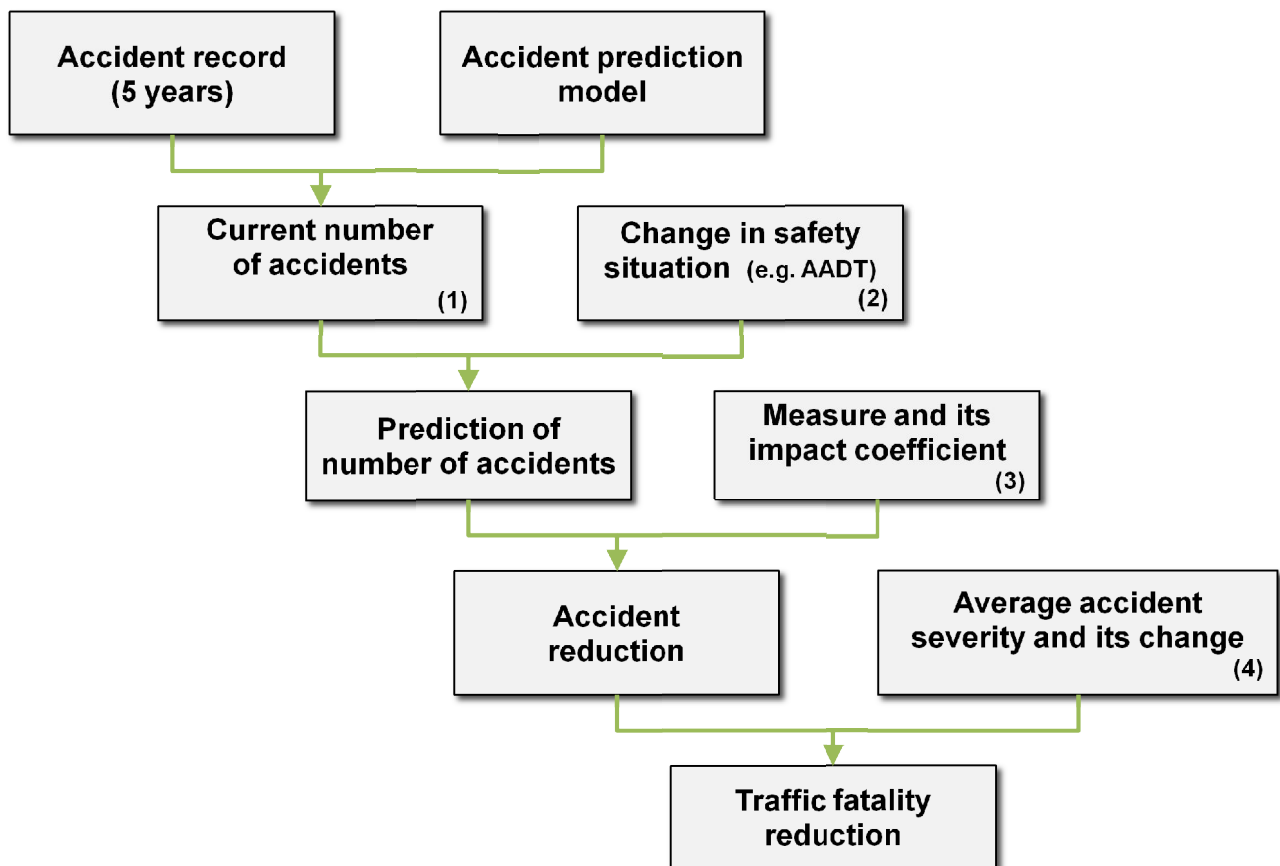 Accident record
(5 years)
Accident prediction
model
Current number
of accidents
(1)
Change in safety
situation (e.g. AADT)
(2)
Prediction of
number of accidents
Measure and its
impact coefficient
(3)
Accident
reduction
Average accident
severity and its change
(4)
Traffic fatality
reduction